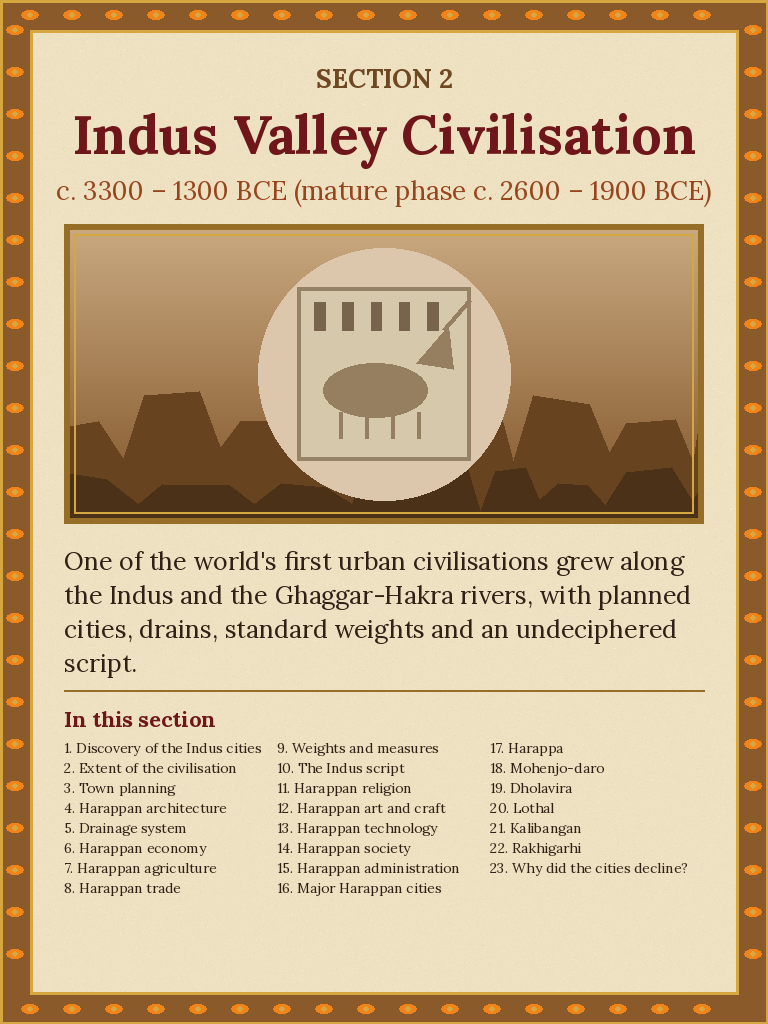 SECTION 2
Indus Valley Civilisation
c. 3300 – 1300 BCE (mature phase c. 2600 – 1900 BCE)
One of the world's first urban civilisations grew along
the Indus and the Ghaggar-Hakra rivers, with planned
cities, drains, standard weights and an undeciphered
script.
In this section
1. Discovery of the Indus cities
2. Extent of the civilisation
3. Town planning
4. Harappan architecture
5. Drainage system
6. Harappan economy
7. Harappan agriculture
8. Harappan trade
9. Weights and measures
10. The Indus script
11. Harappan religion
12. Harappan art and craft
13. Harappan technology
14. Harappan society
15. Harappan administration
16. Major Harappan cities
17. Harappa
18. Mohenjo-daro
19. Dholavira
20. Lothal
21. Kalibangan
22. Rakhigarhi
23. Why did the cities decline?